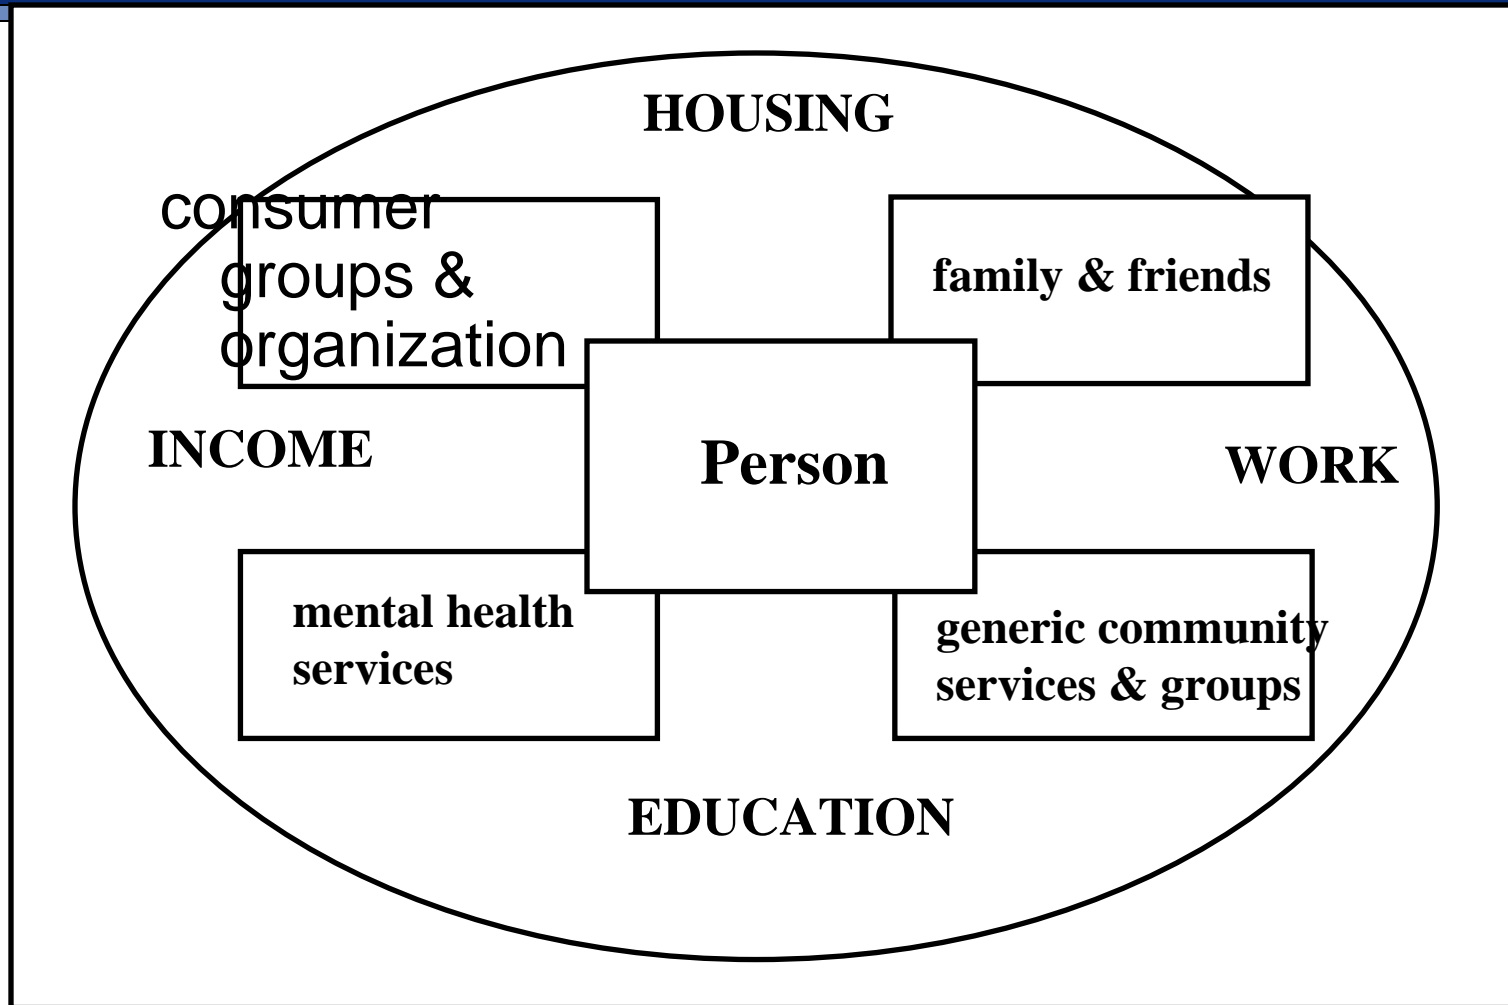 HOUSING
consumer
groups &
organization
family & friends
INCOME
Person
WORK
mental health
services
generic community
services & groups
EDUCATION